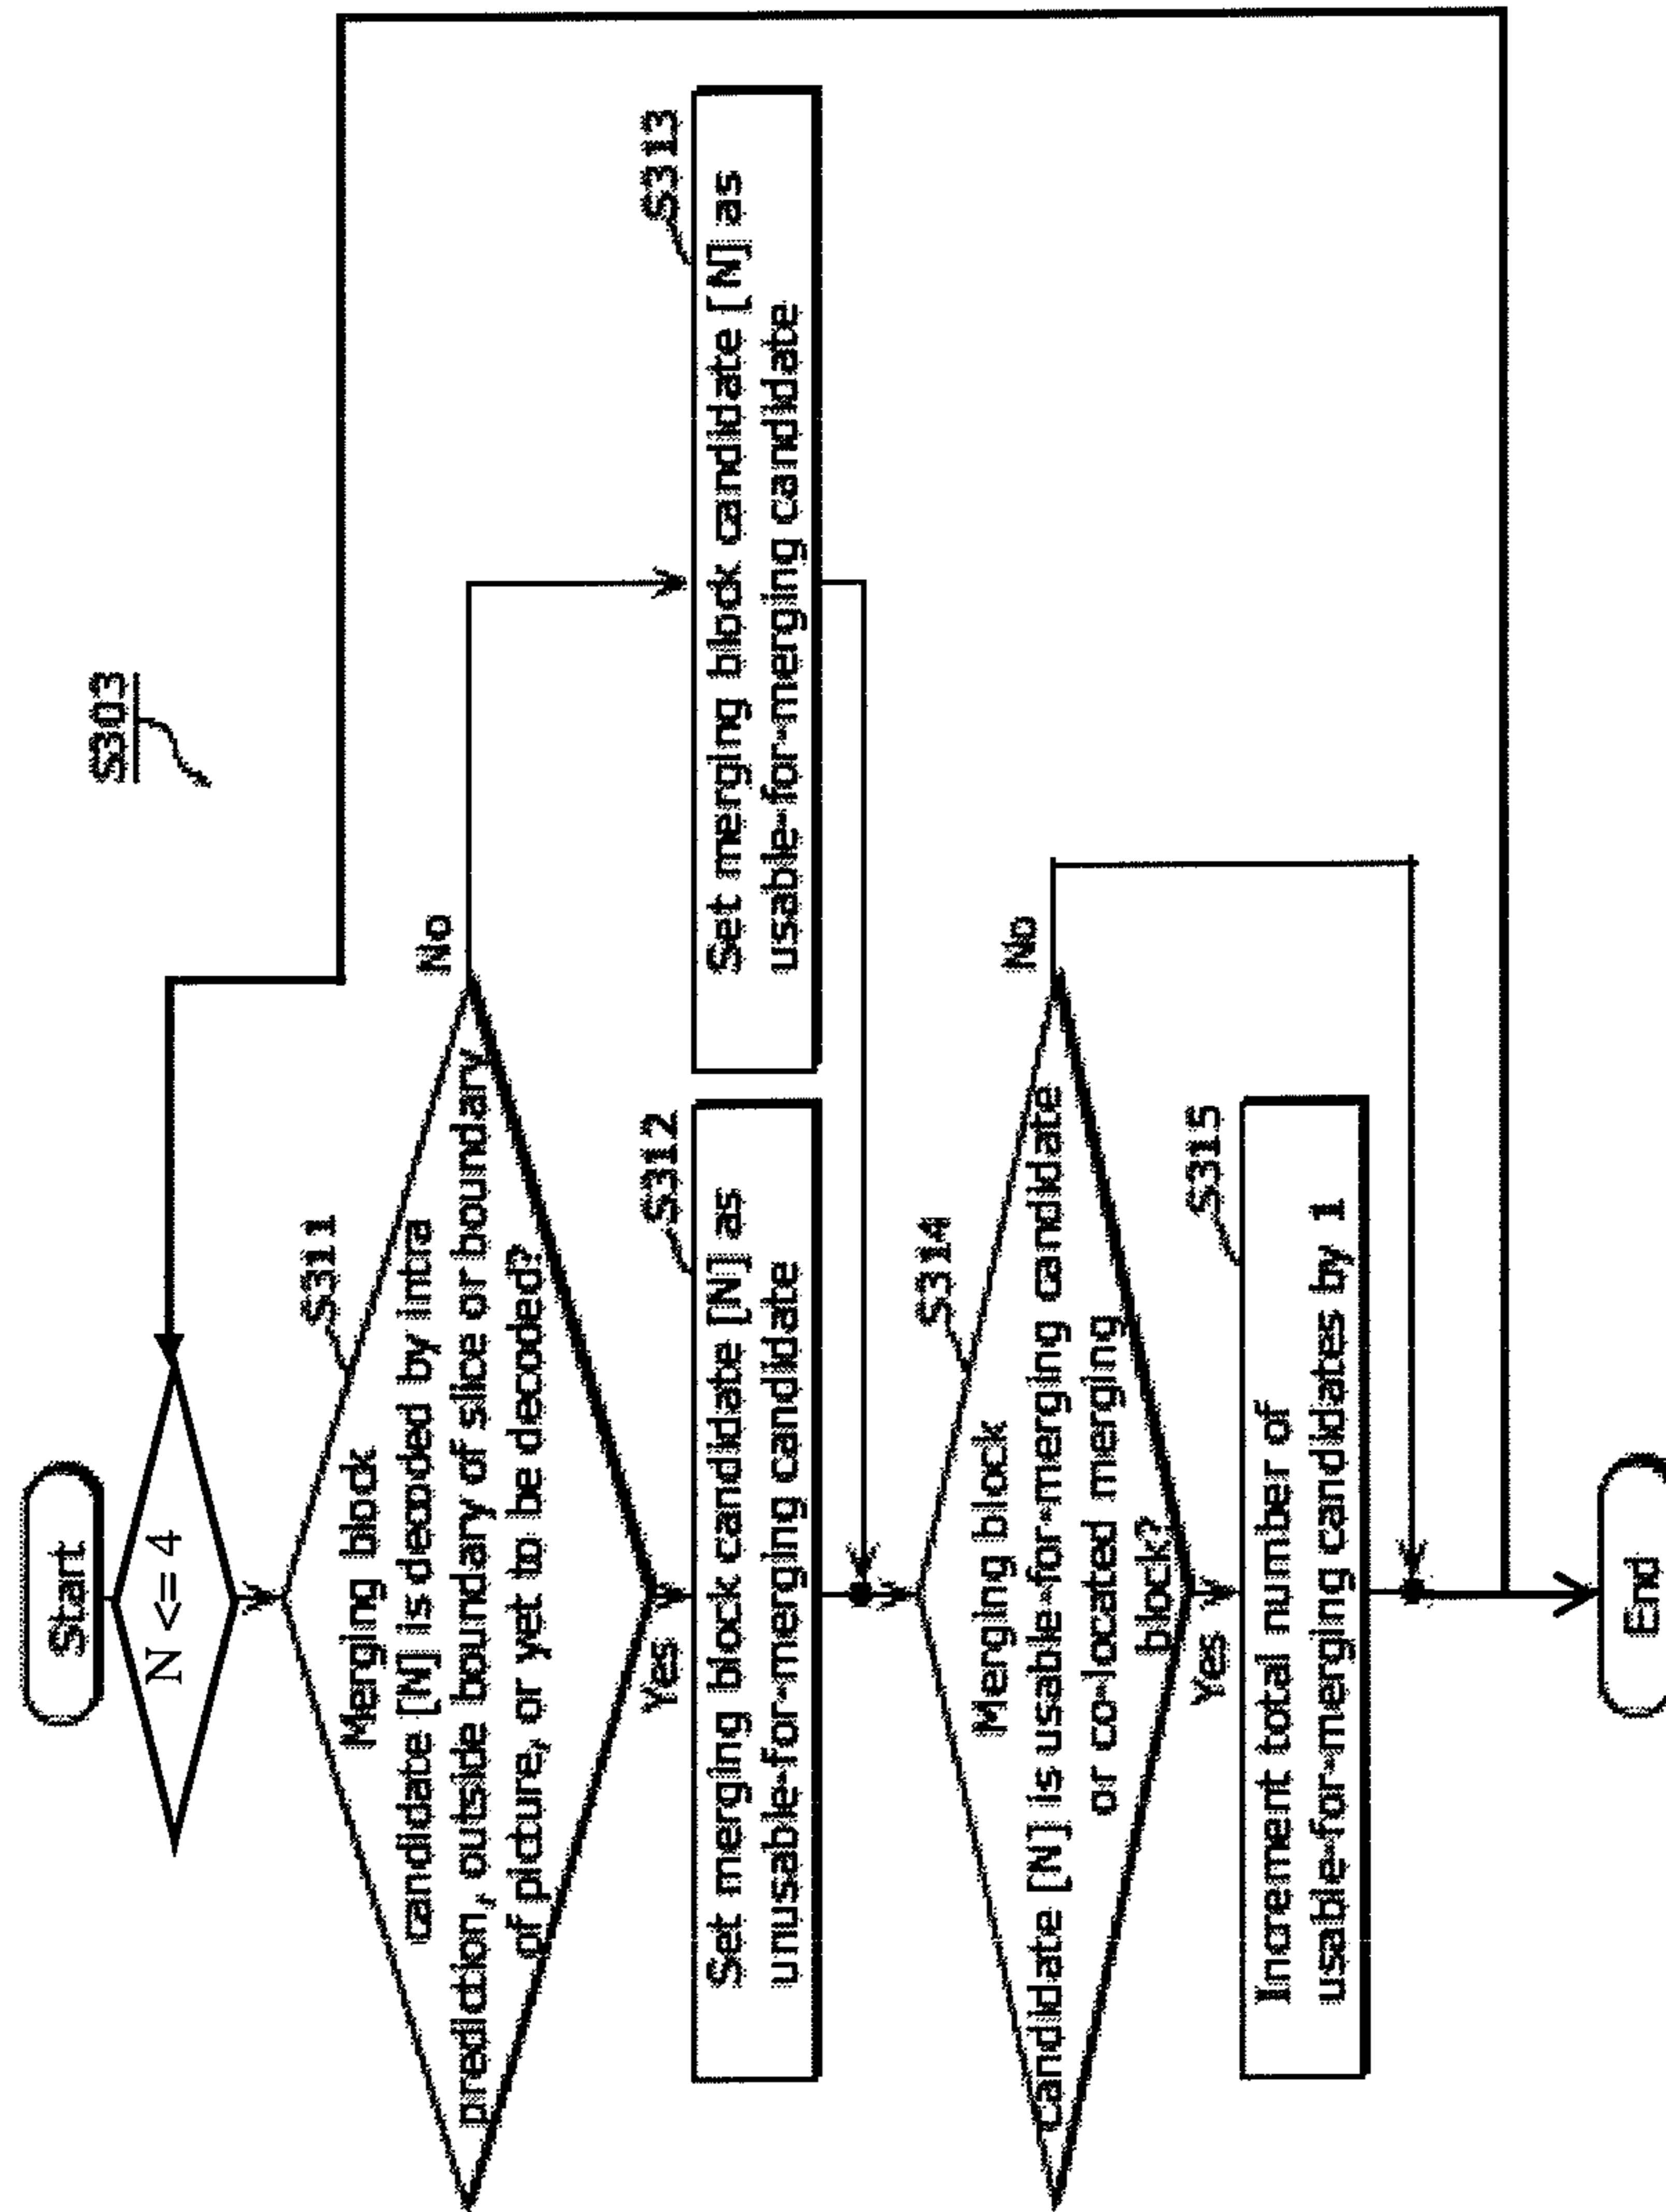 S303
Start
N <= 4
S311
Merging block
candidate [N] is decoded by intra
prediction, outside boundary of slice or boundary
of picture, or yet to be decoded?
No
Yes
S312
Set merging block candidate [N] as
unusable-for-merging candidate
S313
Set merging block candidate [N] as
usable-for-merging candidate
S314
Merging block
candidate [N] is usable-for-merging candidate
or co-located merging
block?
No
Yes
S315
Increment total number of
usable-for-merging candidates by 1
End